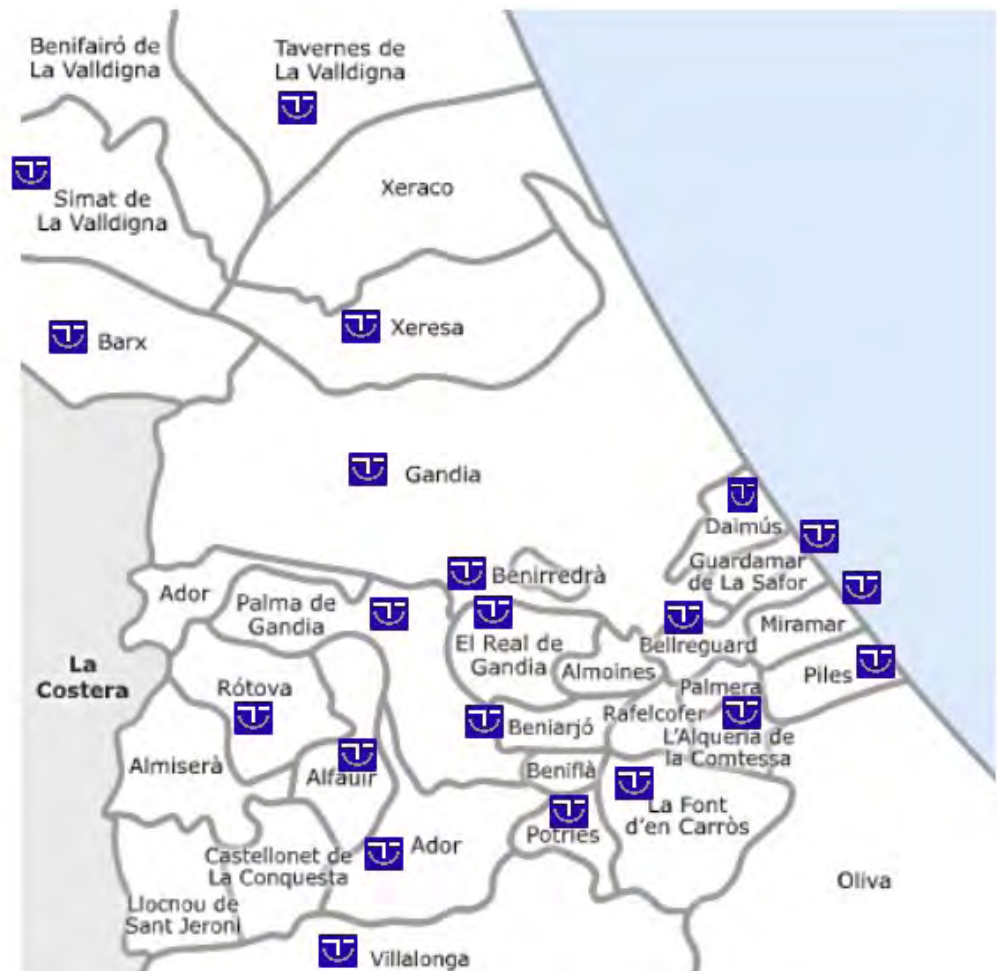 Benifairó de
La Valldigna
Tavernes de
La Valldigna
Simat de
La Valldigna
Xeraco
Barx
Xeresa
Gandia
Daimús
Guardamar
de La Safor
Benirredrà
Ador
Palma de
Gandia
El Real de
Gandia
Bellreguard
Miramar
Almoines
Piles
La
Costera
Rótova
Palmera
Rafelcofer
Beniarjó
L'Alqueria de
la Comtessa
Almiserà
Alfauir
Beniflà
La Font
d'en Carròs
Potries
Ador
Castellonet de
La Conquesta
Oliva
Llocnou de
Sant Jeroni
Villalonga